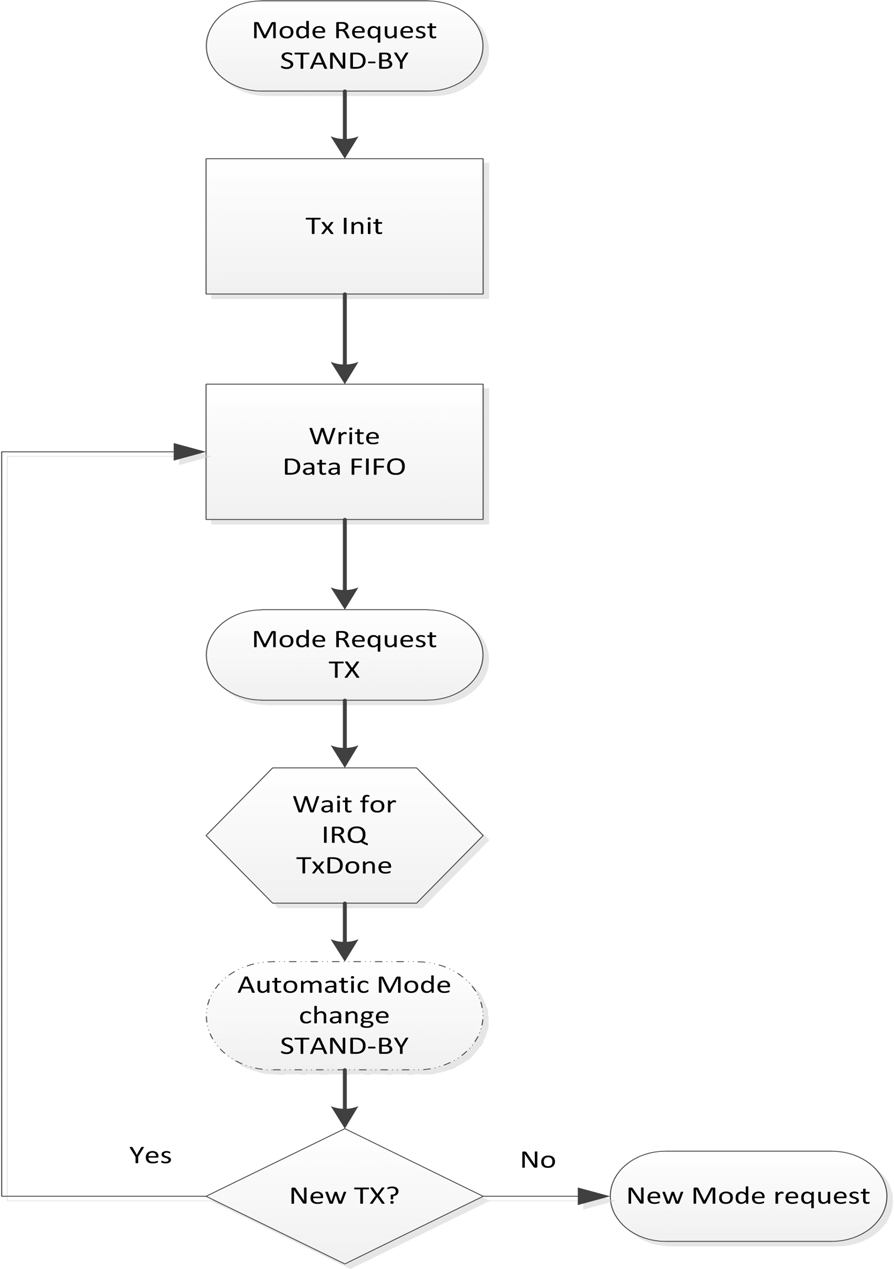 Mode Request
STAND-BY
Tx Init
Write
Data FIFO
Mode Request
TX
Wait for
IRQ
TxDone
Automatic Mode
change
STAND-BY
Yes
No
New TX?
New Mode request